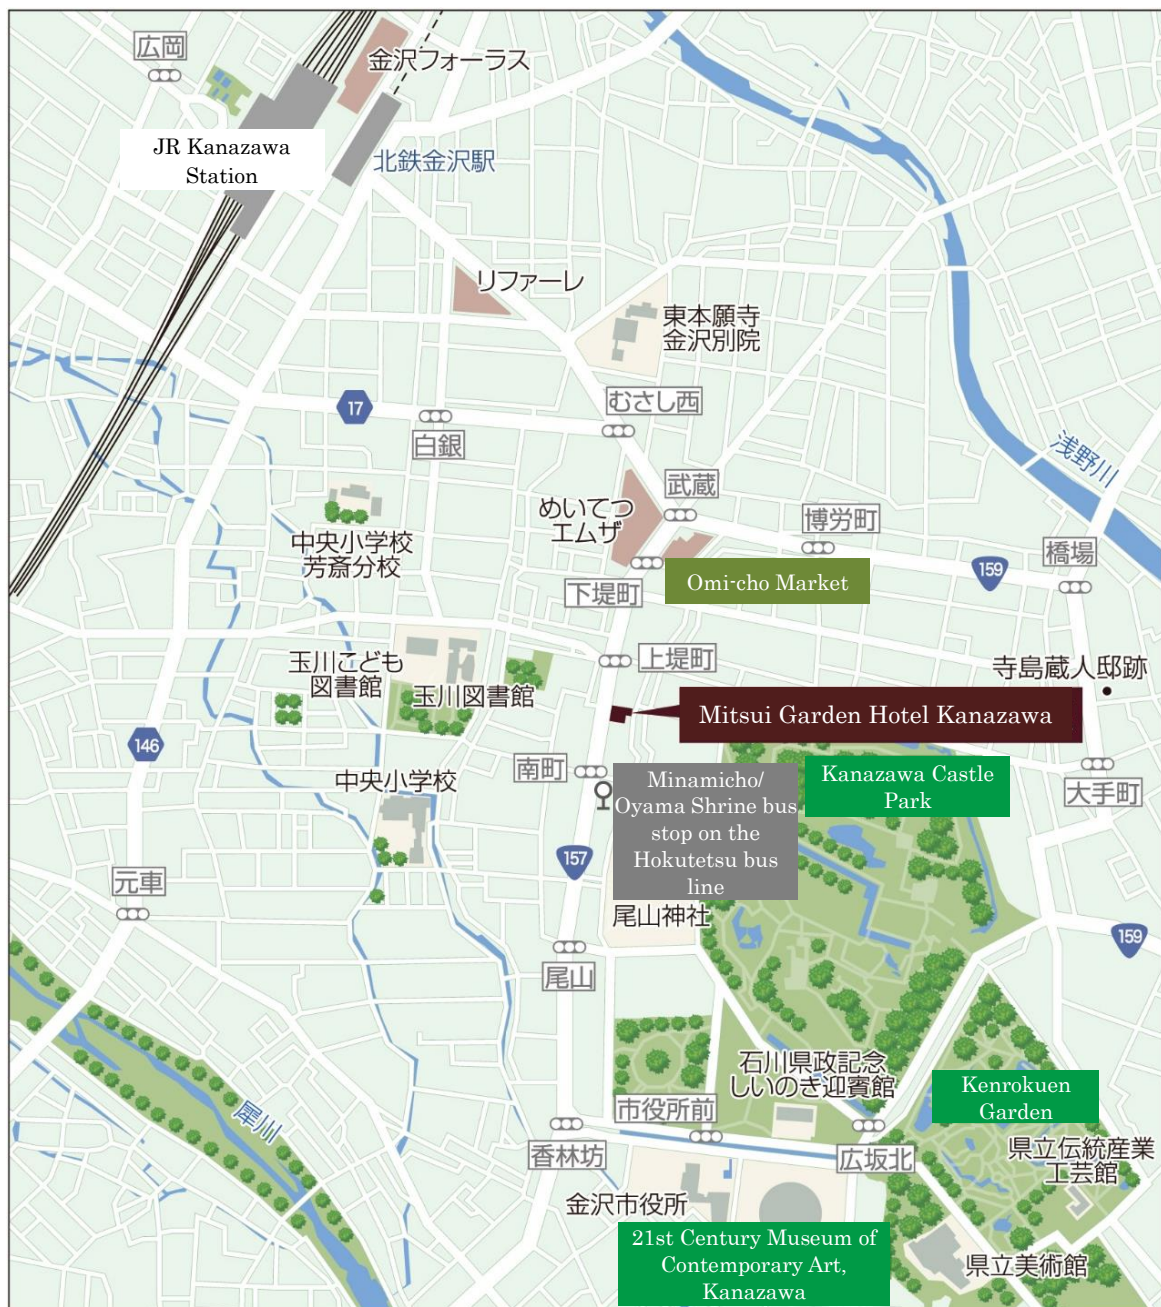 広岡
金沢フォーラス
JR Kanazawa
Station
北鉄金沢駅
リファーレ
東本願寺
金沢別院
17
むさし西
白銀
浅野川
武蔵
めいてつ
エムザ
博労町
中央小学校
芳斎分校
橋場
159
下堤町
Omi-cho Market
上堤町
玉川こども
図書館
玉川図書館
寺島蔵人邸跡
Mitsui Garden Hotel Kanazawa
146
南町
中央小学校
Minamicho/
Oyama Shrine bus
stop on the
Hokutetsu bus
line
Kanazawa Castle
Park
大手町
157
元車
尾山神社
159
尾山
石川県政記念
しいのき迎賓館
Kenrokuen
Garden
犀川
市役所前
香林坊
広坂北
県立伝統産業
工芸館
金沢市役所
21st Century Museum of
Contemporary Art,
Kanazawa
県立美術館